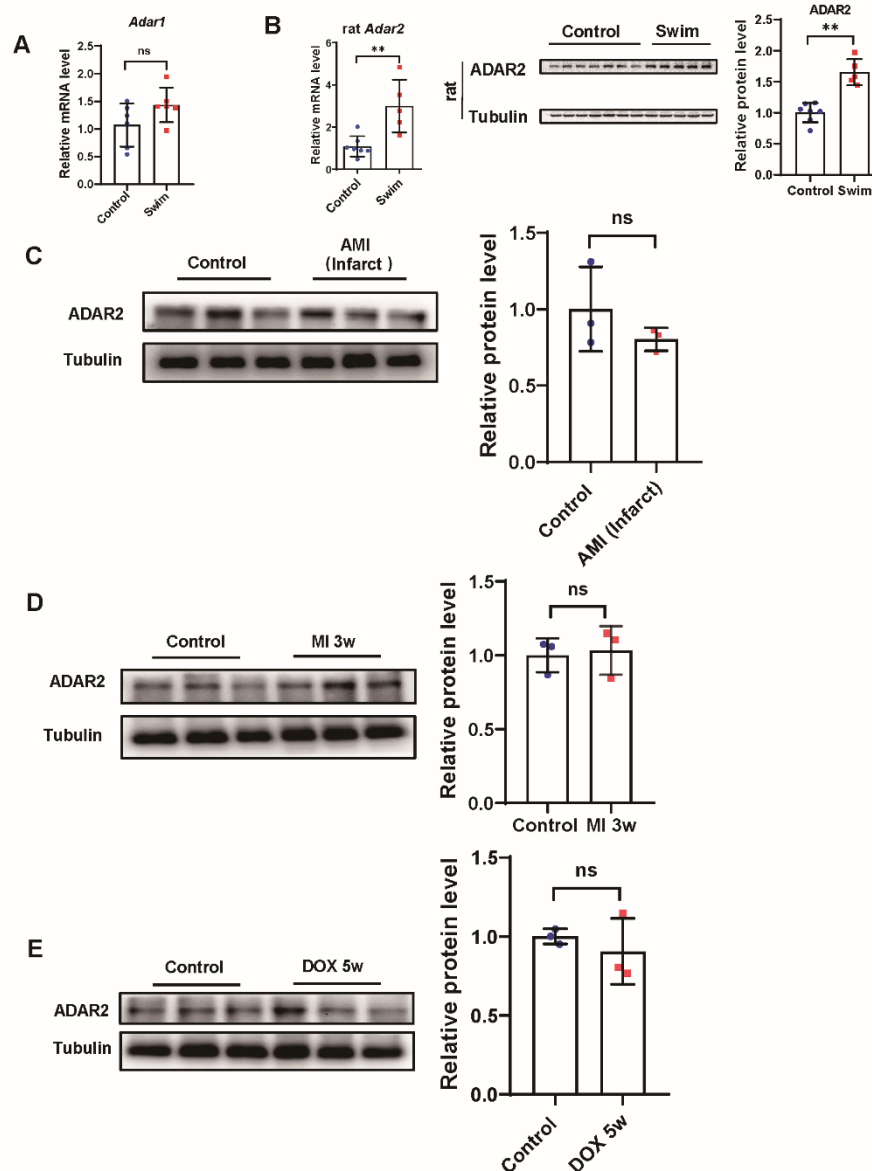 A
Adar1
ns
Relative mRNA level
2.5
2.0
1.5
1.0
0.5
0.0
Control
Swim
B
rat Adar2
**
Relative mRNA level
6
4
2
0
Control
Swim
Control
Swim
rat
ADAR2
Tubulin
ADAR2
**
Relative protein level
2.5
2.0
1.5
1.0
0.5
0.0
Control Swim
C
Control
AMI
(Infarct )
ADAR2
Tubulin
ns
Relative protein level
1.5
1.0
0.5
0.0
Control
AMI (Infarct)
D
Control
MI 3w
ADAR2
Tubulin
ns
Relative protein level
1.5
1.0
0.5
0.0
Control MI 3w
E
Control
DOX 5w
ADAR2
Tubulin
ns
Relative protein level
1.5
1.0
0.5
0.0
Control
DOX 5w